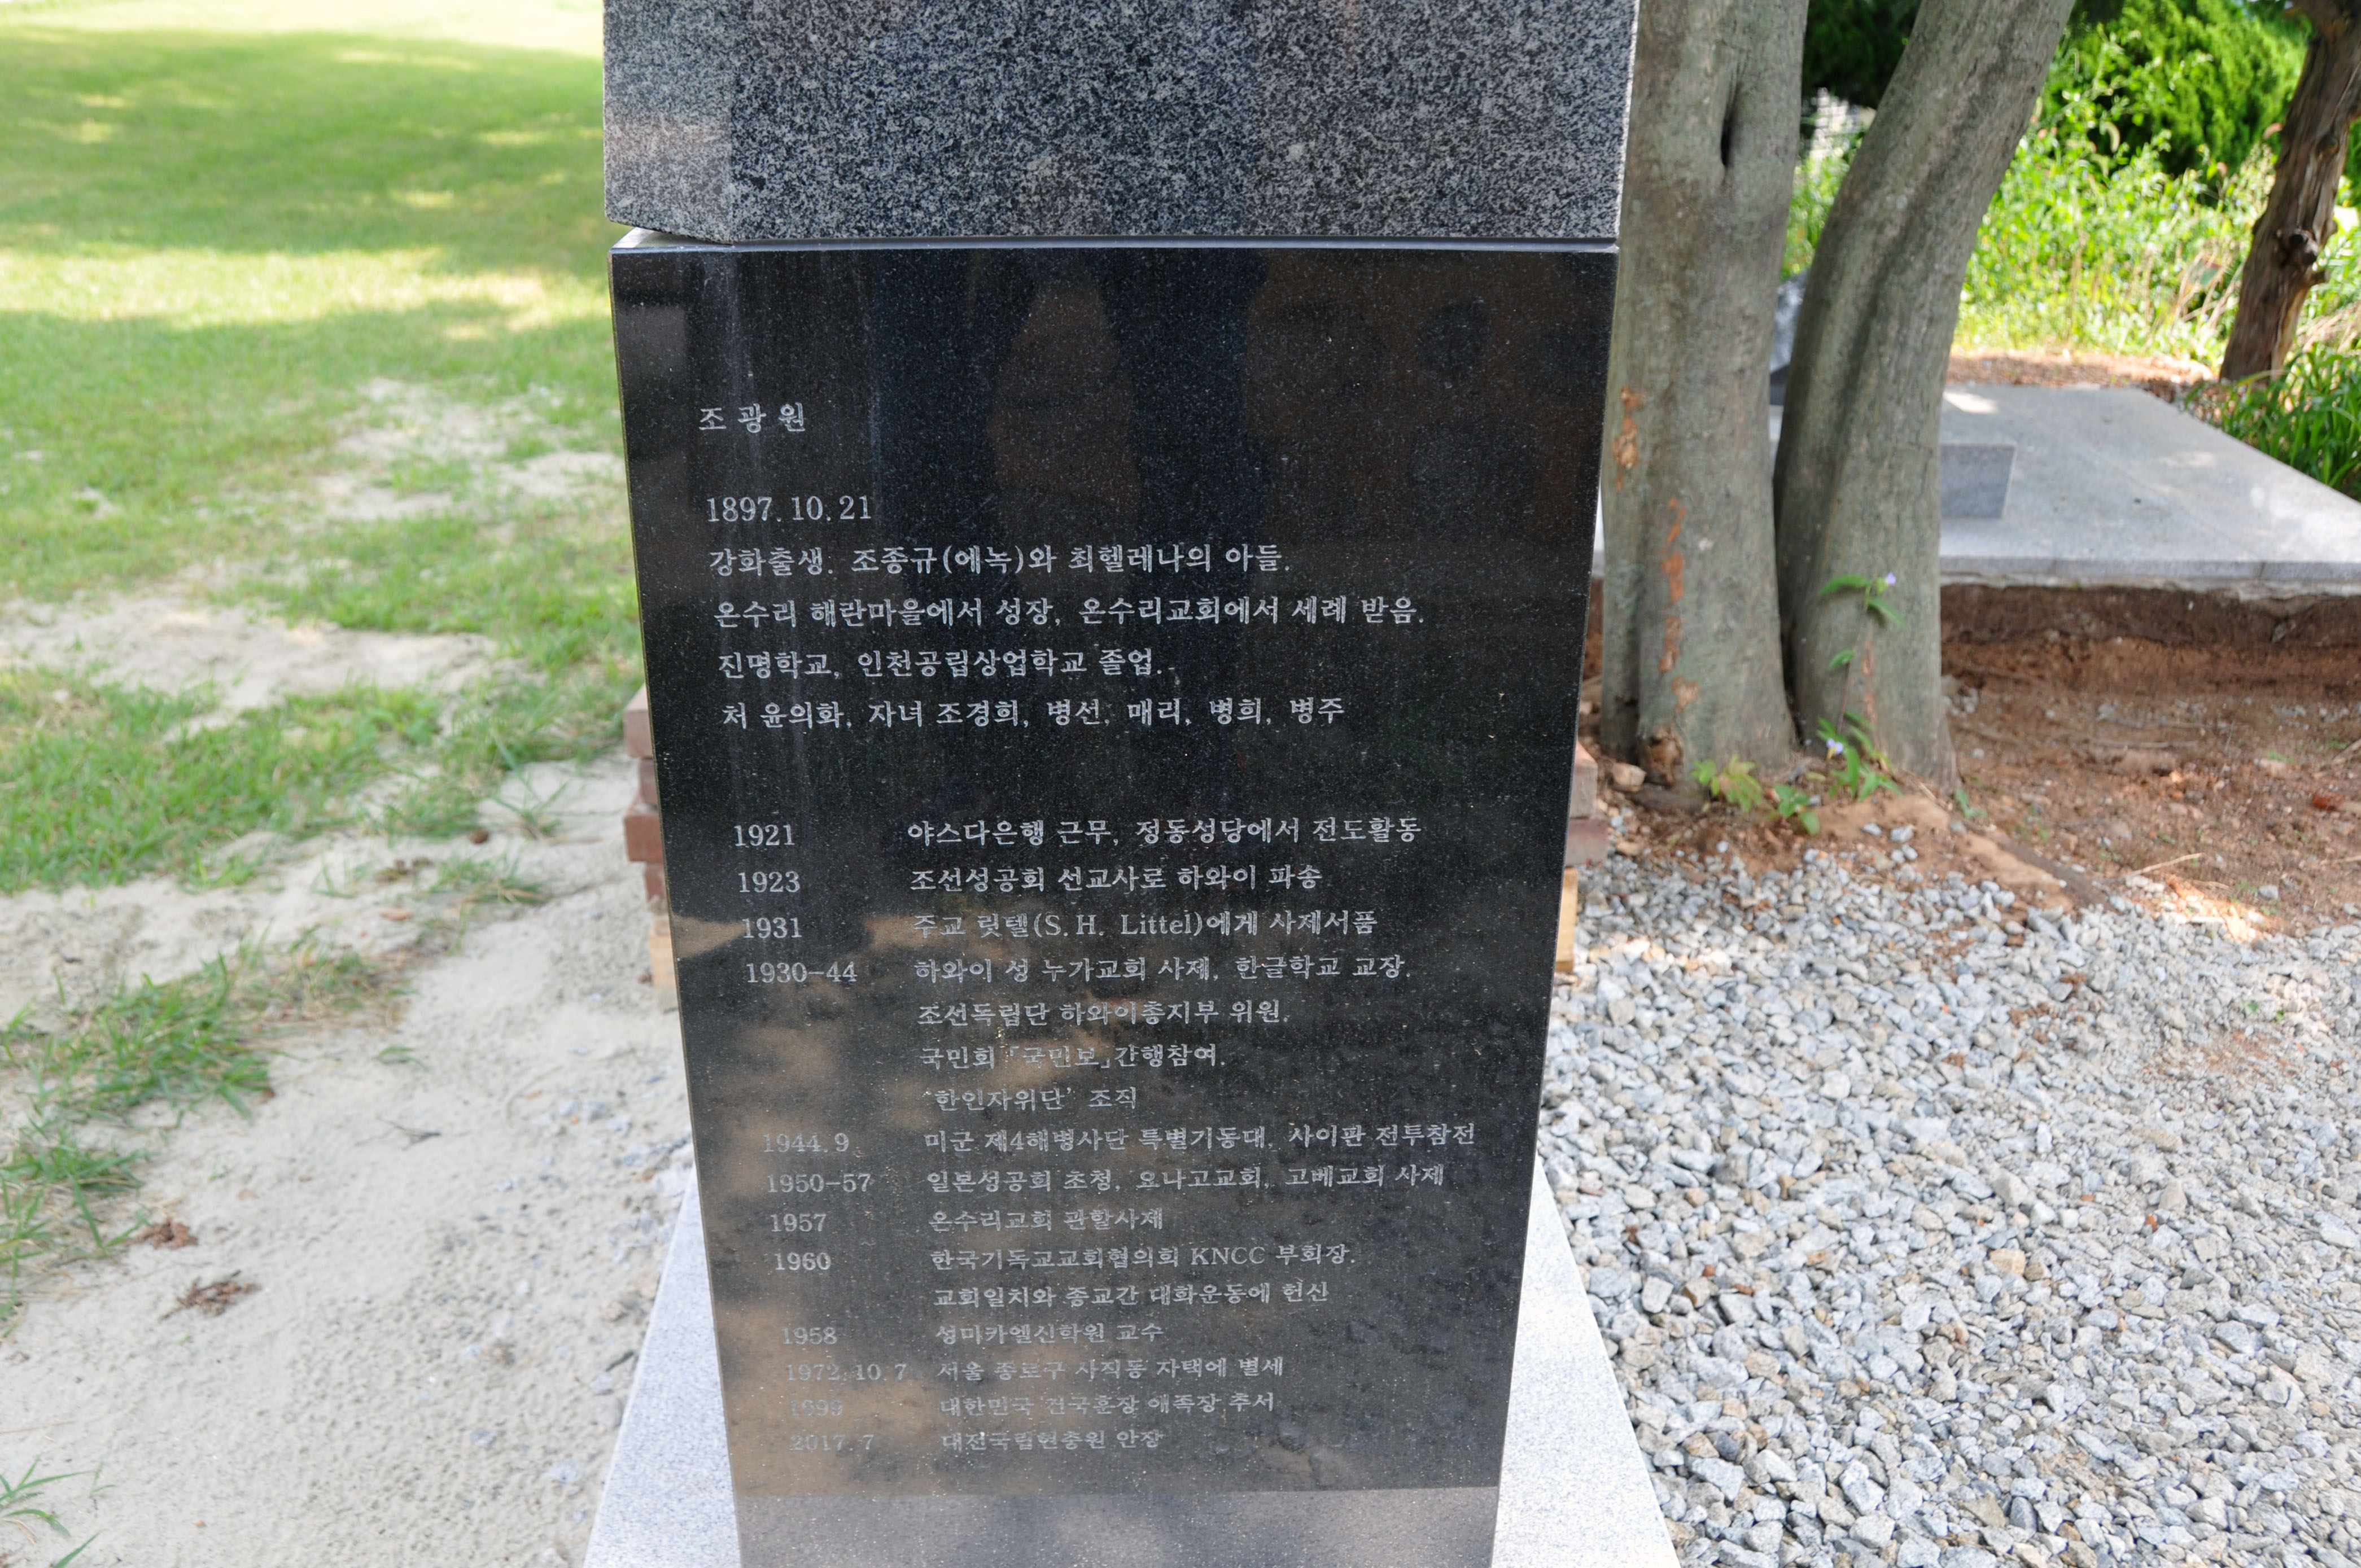 조 광 원
1897. 10. 21
강화출생. 조종규(에녹)와 최헬레나의 아들.
온수리 해란마을에서 성장, 온수리교회에서 세례 받음.
진명학교, 인천공립상업학교 졸업.
처 윤의화, 자녀 조경희, 병선, 매리, 병희, 병주
1921 야스다은행 근무, 정동성당에서 전도활동
1923 조선성공회 선교사로 하와이 파송
1931 주교 릿텔(S. H. Littel)에게 사제서품
1930-44 하와이 성 누가교회 사제, 한글학교 교장.
조선독립단 하와이총지부 위원.
국민회 「국민보」간행참여.
'한인자위단' 조직
1944. 9. 미군 제4해병사단 특별기동대, 사이판 전투참전
1950-57 일본성공회 초청, 요나고교회, 고베교회 사제
1957 온수리교회 관할사제
1960 한국기독교교회협의회 KNCC 부회장.
교회일치와 종교간 대화운동에 헌신
1958 성미카엘신학원 교수
1972. 10. 7 서울 종로구 사직동 자택에 별세
1999 대한민국 건국훈장 애족장 추서
2017. 7 대전국립현충원 안장